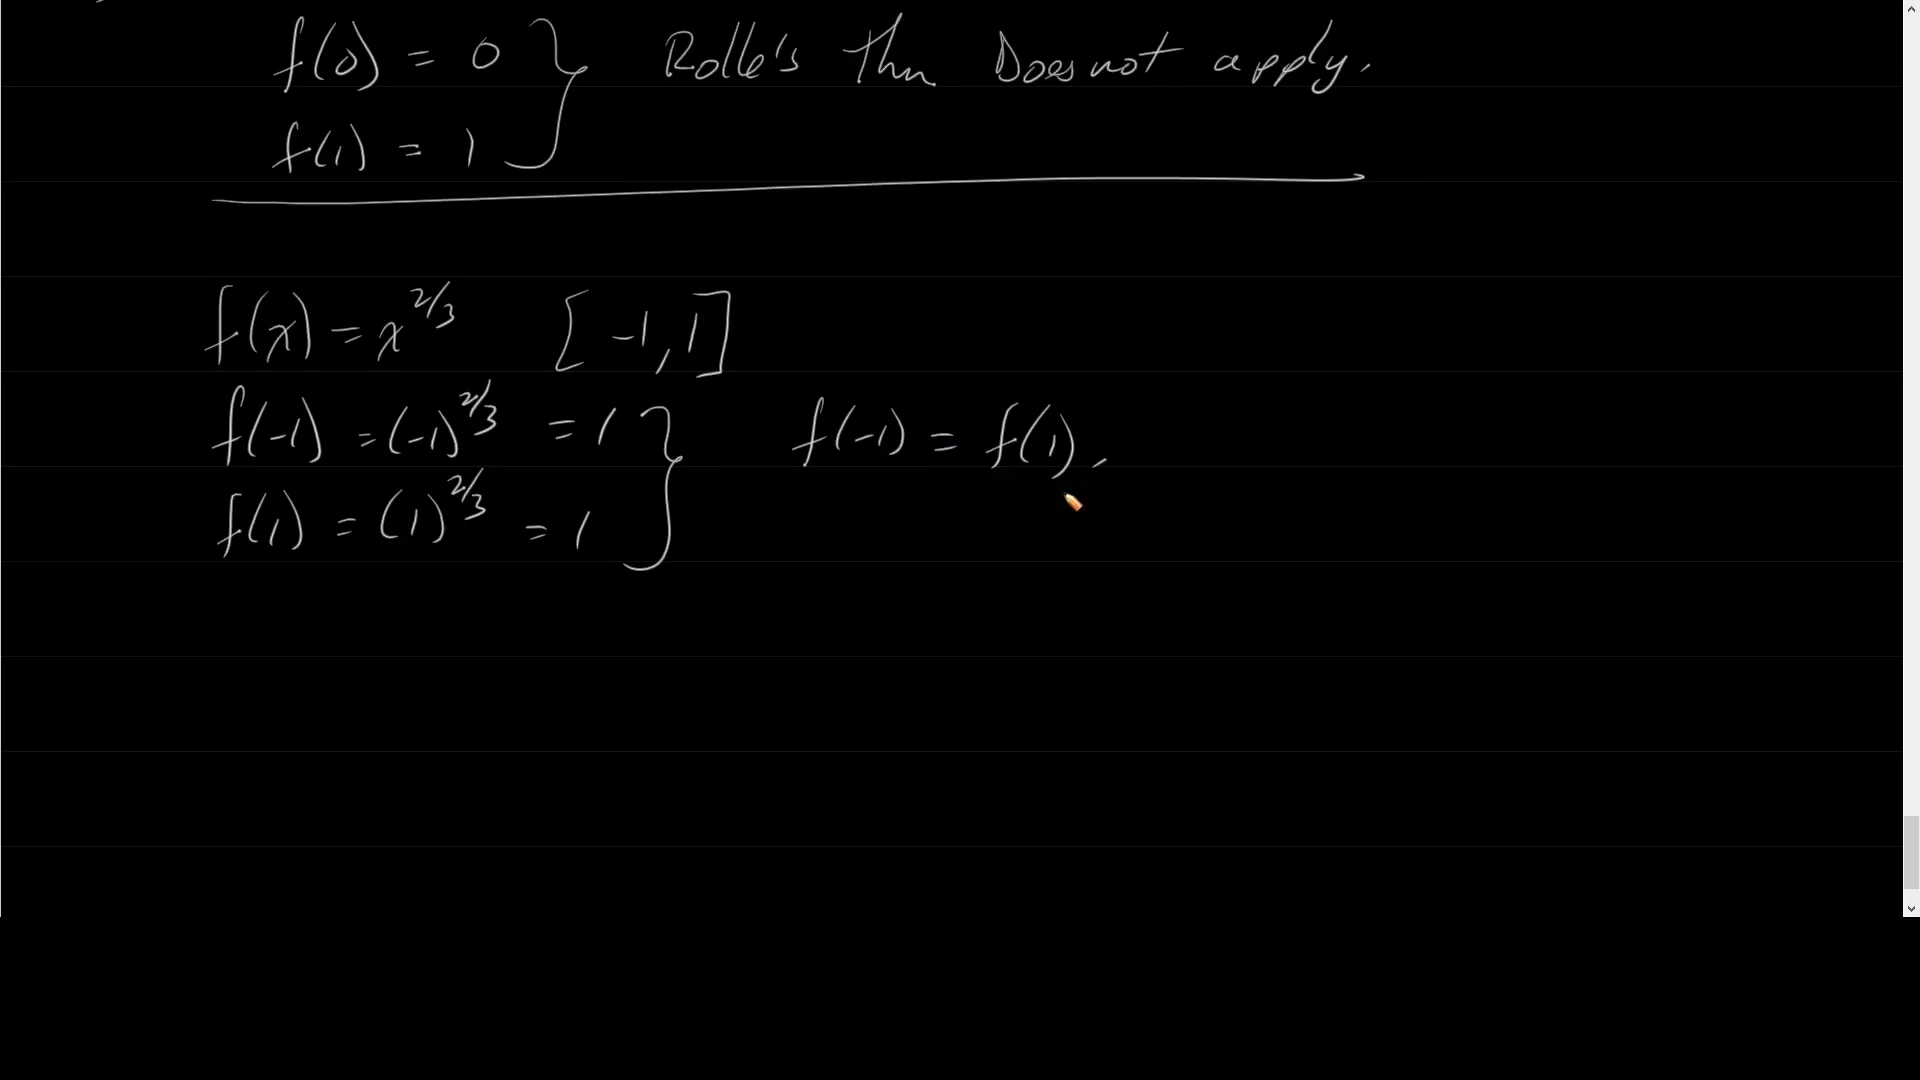 f(0) = 0 } Rolle's Thm Does not apply.
f(1) = 1
f(x) = x^2/3 [-1, 1]
f(-1) = (-1)^2/3 = 1 } f(-1) = f(1),
f(1) = (1)^2/3 = 1